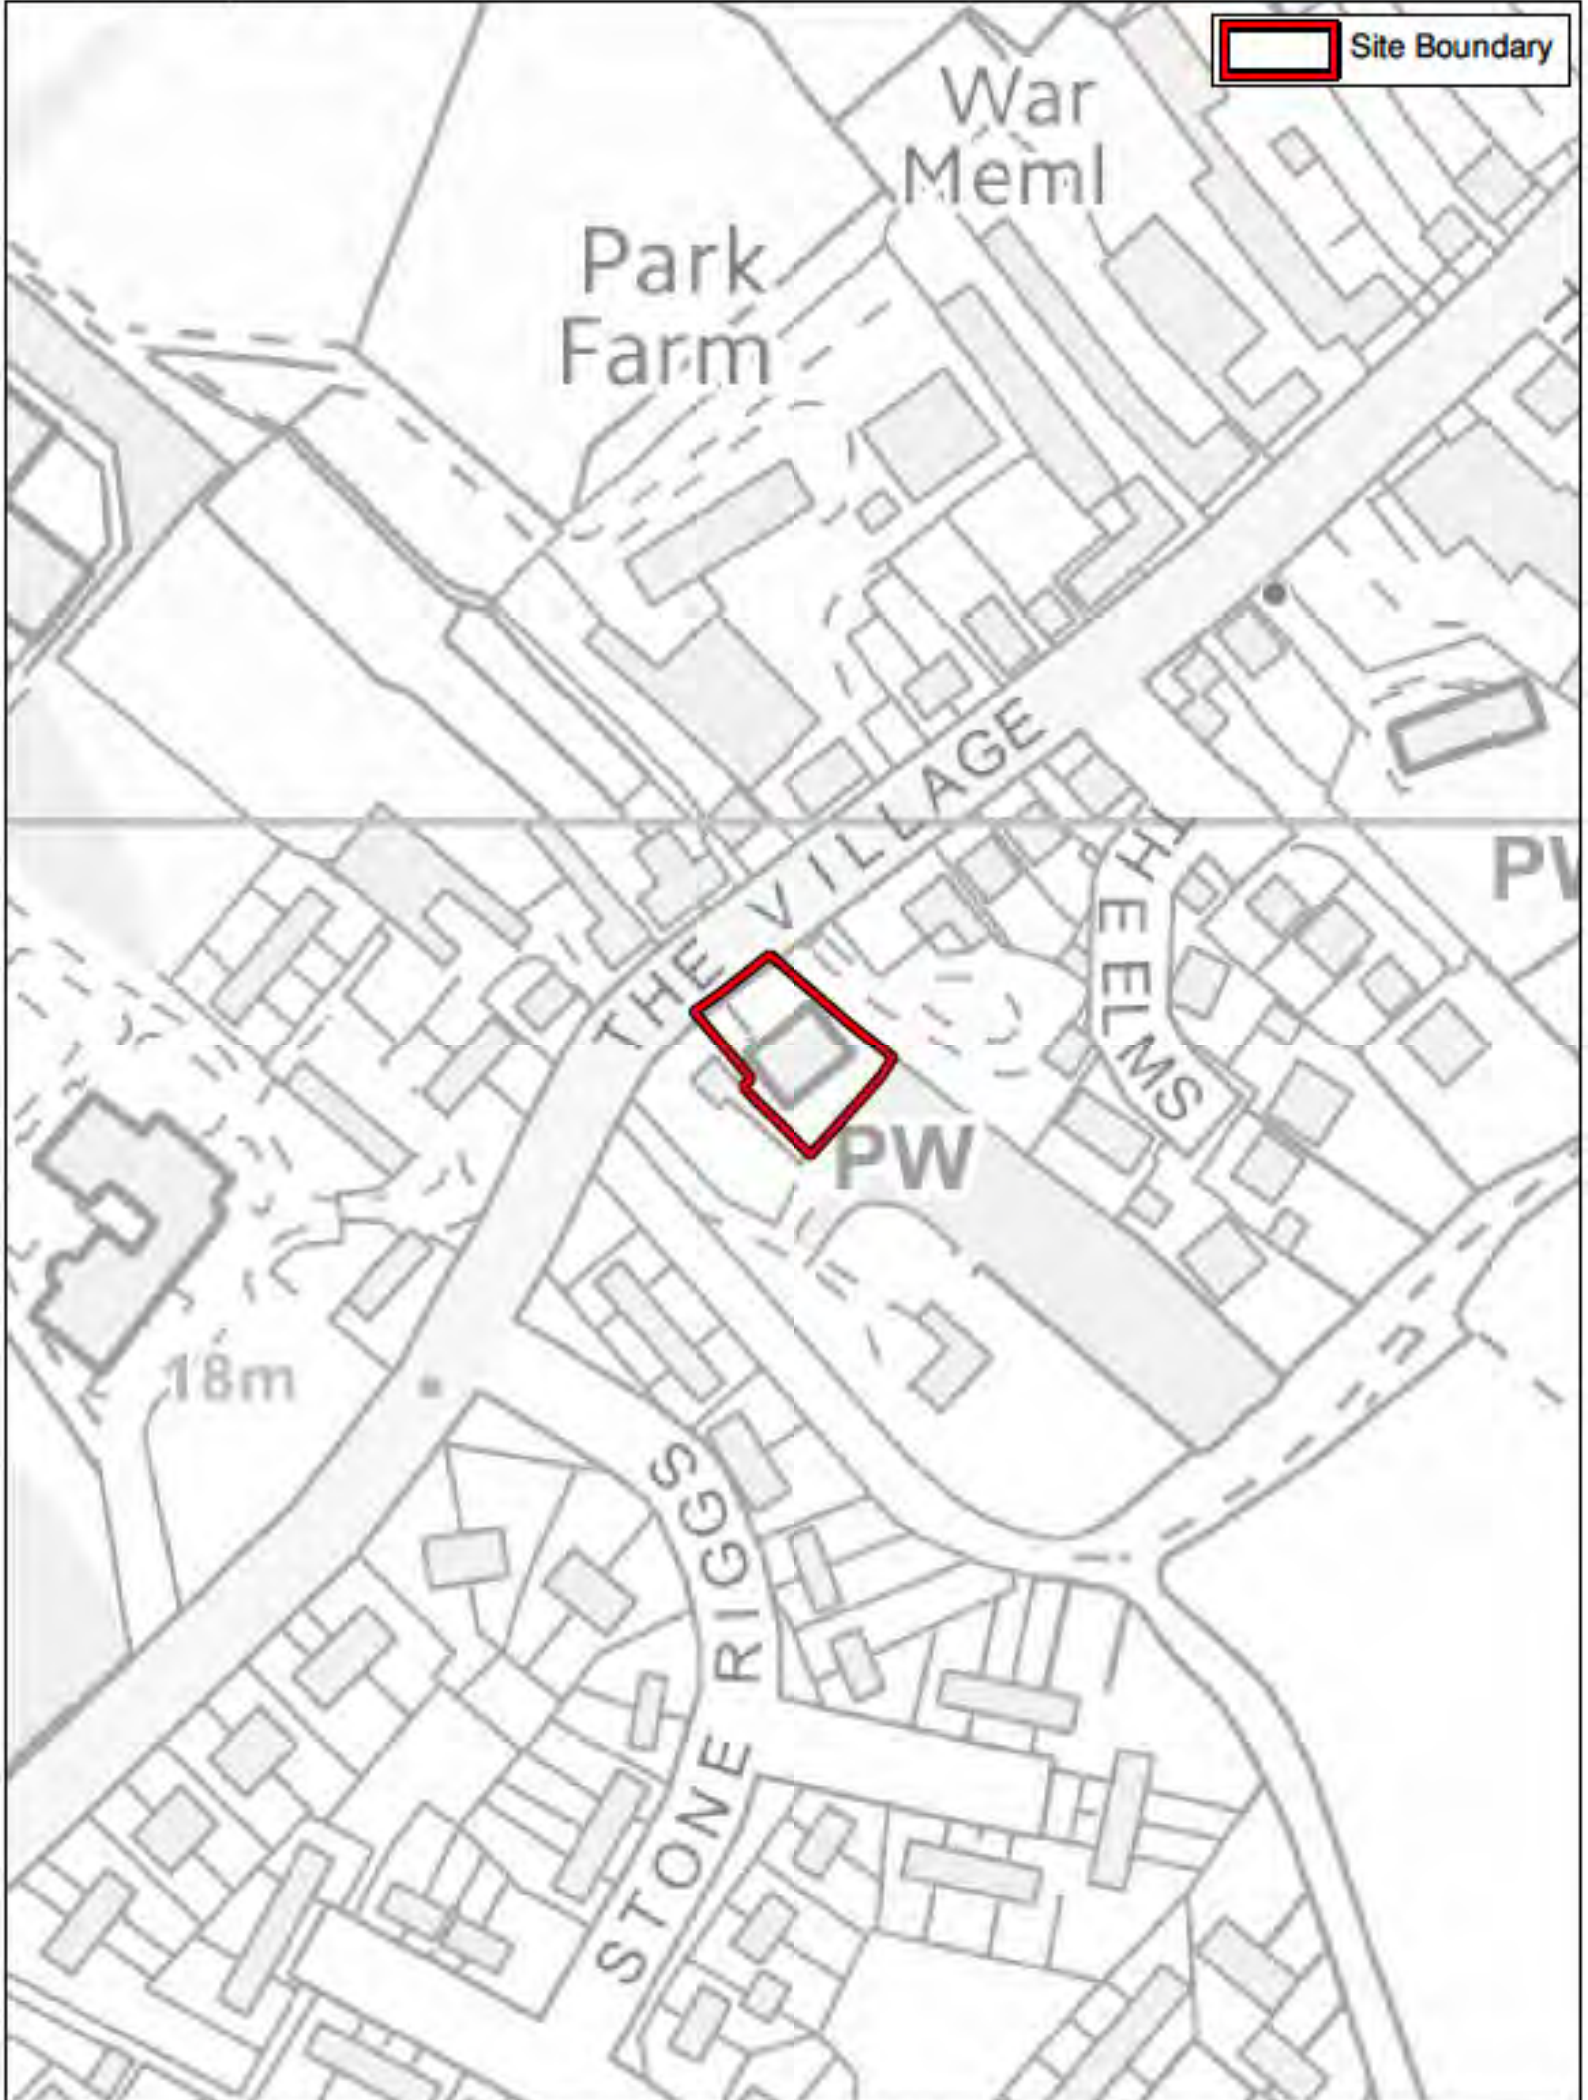 Site Boundary
War
Meml
Park
Farm
THE VILLAGE
THE ELMS
PW
PW
18m
STONE RIGGS